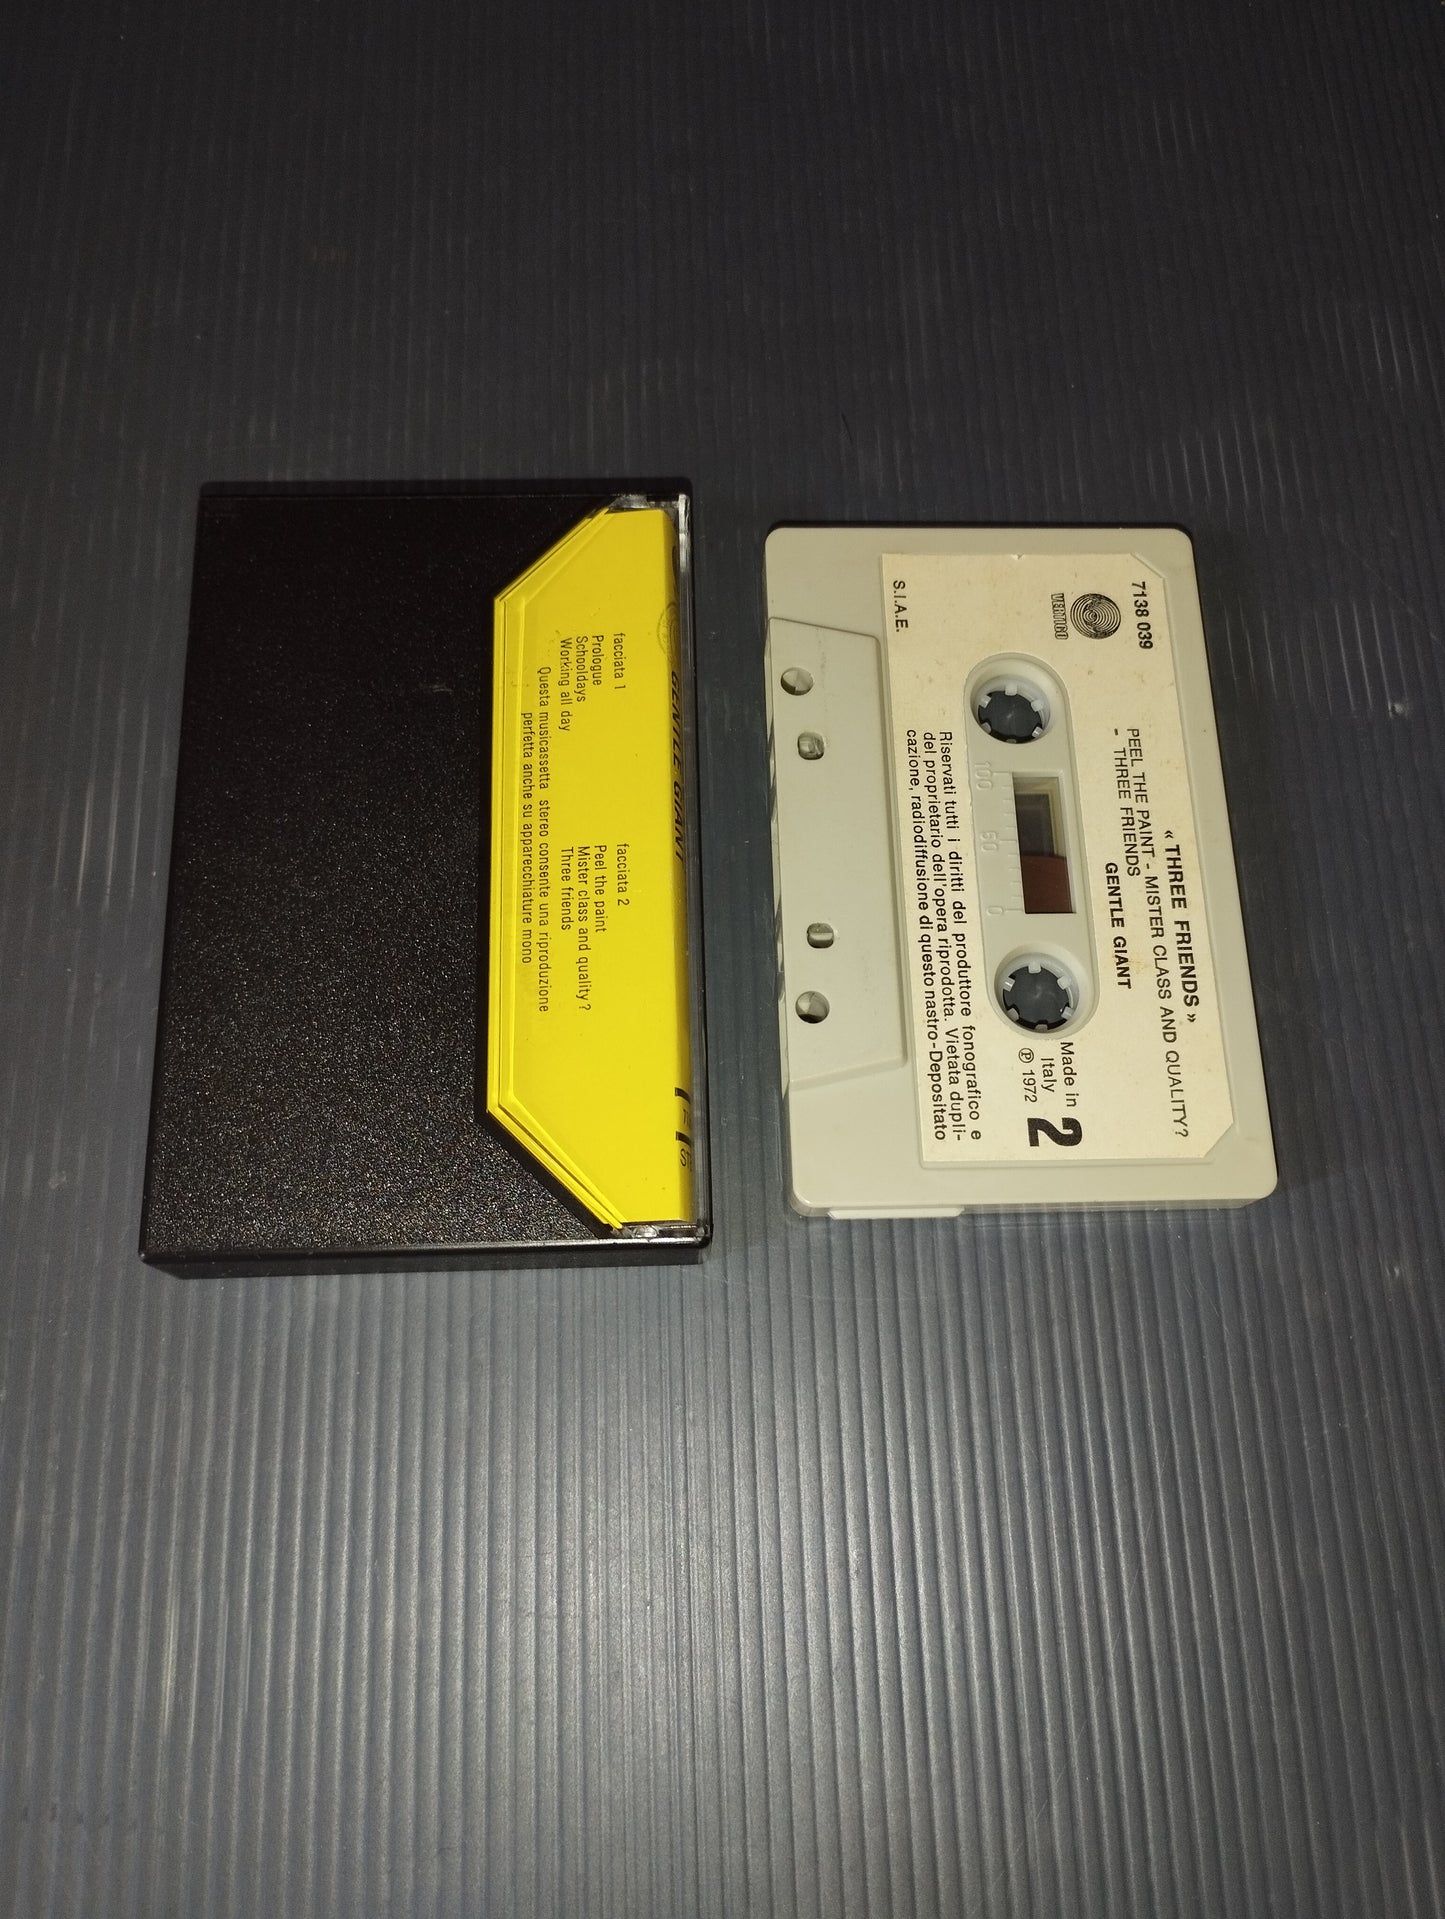 GENTLE GIANT
facciata 1
Prologue
Schooldays
Working all day
facciata 2
Peel the paint
Mister class and quality?
Three friends
Questa musicassetta stereo consente una riproduzione
perfetta anche su apparecchiature mono
7138 039
VERTIGO
S.I.A.E.
« THREE FRIENDS »
PEEL THE PAINT - MISTER CLASS AND QUALITY?
- THREE FRIENDS
GENTLE GIANT
100 50 0
Made in
Italy
℗ 1972
2
Riservati tutti i diritti del produttore fonografico e
del proprietario dell'opera riprodotta. Vietata dupli-
cazione, radiodiffusione di questo nastro-Depositato